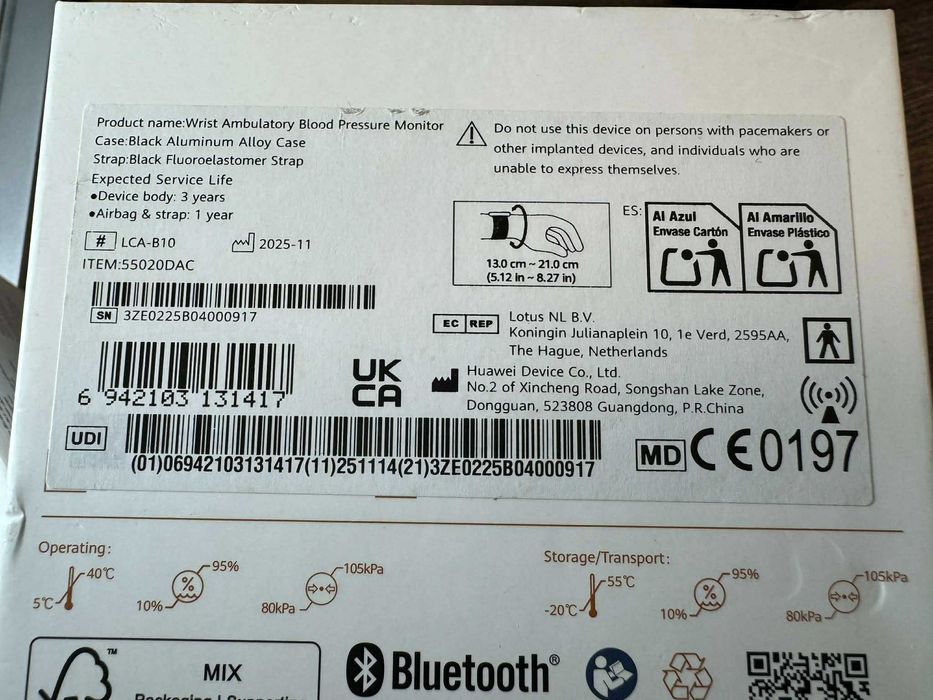 Product name:Wrist Ambulatory Blood Pressure Monitor
Case:Black Aluminum Alloy Case
Strap:Black Fluoroelastomer Strap
Expected Service Life
•Device body: 3 years
•Airbag & strap: 1 year
# LCA-B10
2025-11
ITEM:55020DAC
SN 3ZE0225B04000917
6 942103 131417
UDI
(01)06942103131417(11)251114(21)3ZE0225B04000917
UK
CA
Do not use this device on persons with pacemakers or
other implanted devices, and individuals who are
unable to express themselves.
13.0 cm ~ 21.0 cm
(5.12 in ~ 8.27 in)
ES:
Al Azul
Envase Cartón
Al Amarillo
Envase Plástico
EC REP
Lotus NL B.V.
Koningin Julianaplein 10, 1e Verd, 2595AA,
The Hague, Netherlands
Huawei Device Co., Ltd.
No.2 of Xincheng Road, Songshan Lake Zone,
Dongguan, 523808 Guangdong, P.R.China
MD CE0197
Operating:
5℃
40℃
10%
%
95%
80kPa
105kPa
Storage/Transport:
-20℃
55℃
10%
%
95%
80kPa
105kPa
TM
MIX
Bluetooth®